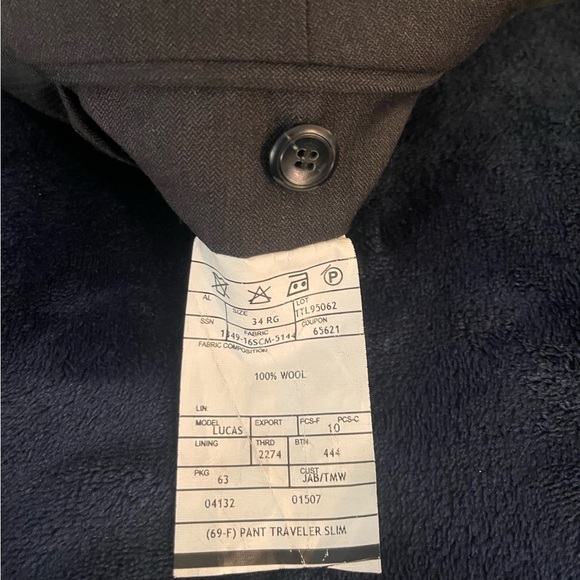 P
AL SIZE LOT
34 RG TTL95062
SSN FABRIC COUPON
1849-16SCM-5144 65621
FABRIC COMPOSITION
100% WOOL
LIN
MODEL EXPORT PCS-F PCS-C
LUCAS 10
LINING THRD BTN
2274 444
PKG 63 CUST JAB/TMW
04132 01507
(69-F) PANT TRAVELER SLIM